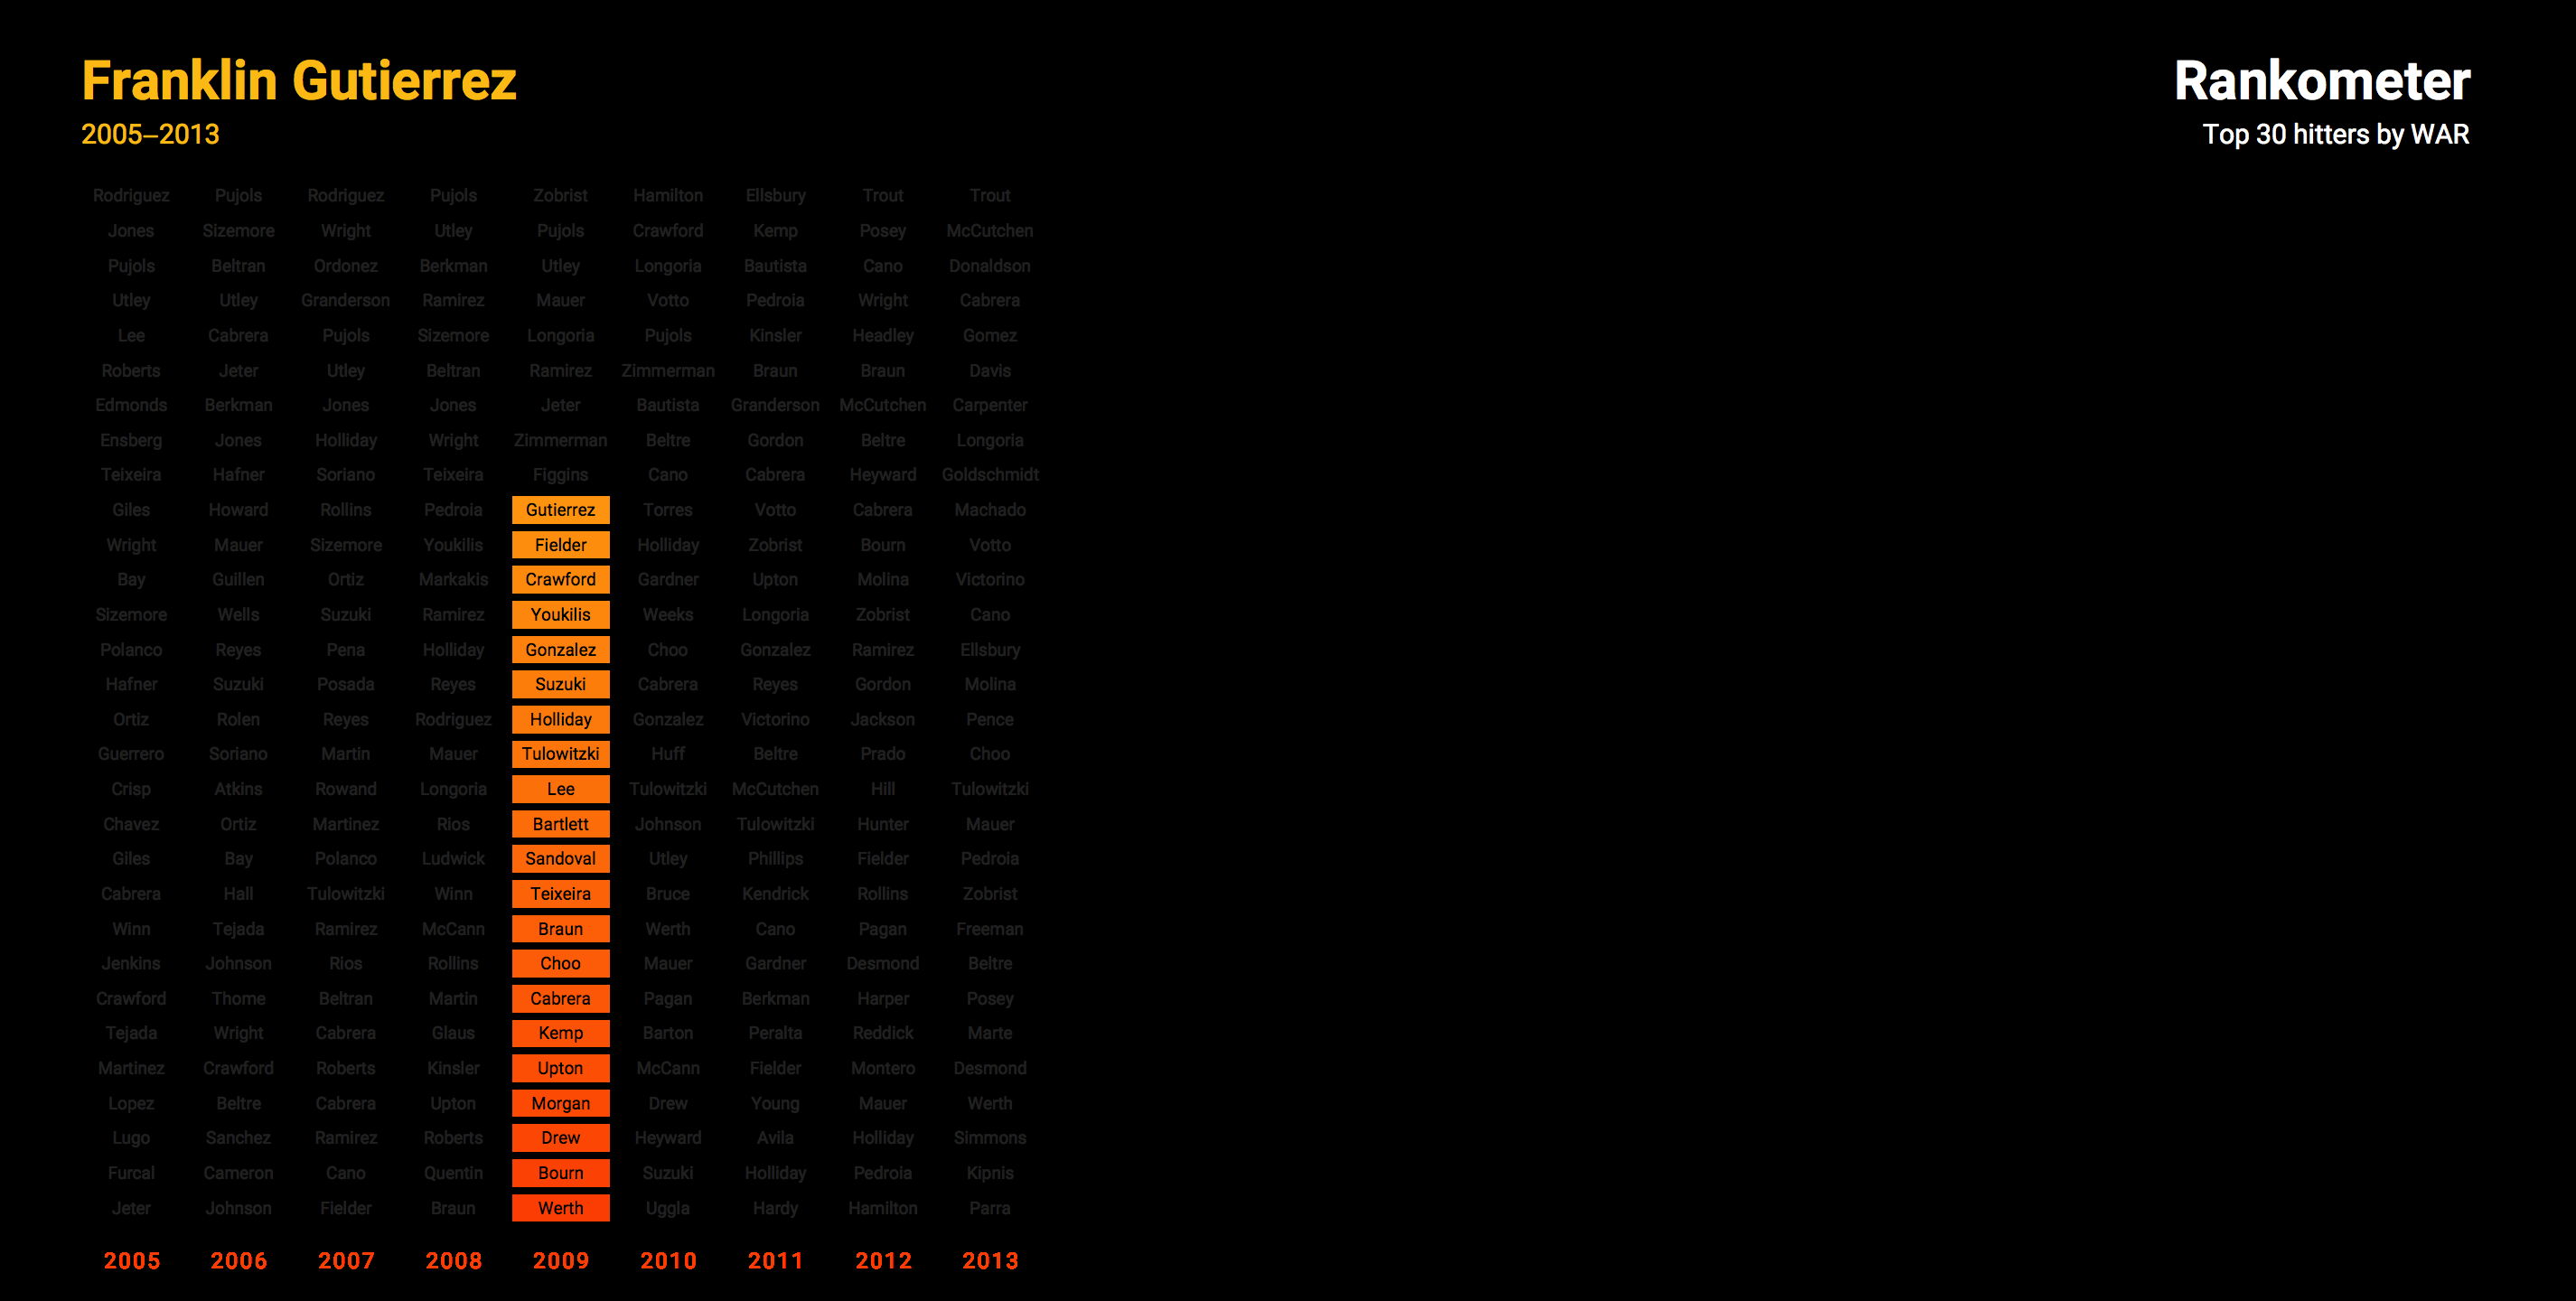 Franklin Gutierrez
2005–2013
Rankometer
Top 30 hitters by WAR
Rodriguez Pujols Rodriguez Pujols Zobrist Hamilton Ellsbury Trout Trout
Jones Sizemore Wright Utley Pujols Crawford Kemp Posey McCutchen
Pujols Beltran Ordonez Berkman Utley Longoria Bautista Cano Donaldson
Utley Utley Granderson Ramirez Mauer Votto Pedroia Wright Cabrera
Lee Cabrera Pujols Sizemore Longoria Pujols Kinsler Headley Gomez
Roberts Jeter Utley Beltran Ramirez Zimmerman Braun Braun Davis
Edmonds Berkman Jones Jones Jeter Bautista Granderson McCutchen Carpenter
Ensberg Jones Holliday Wright Zimmerman Beltre Gordon Beltre Longoria
Teixeira Hafner Soriano Teixeira Figgins Cano Cabrera Heyward Goldschmidt
Giles Howard Rollins Pedroia Gutierrez Torres Votto Cabrera Machado
Wright Mauer Sizemore Youkilis Fielder Holliday Zobrist Bourn Votto
Bay Guillen Ortiz Markakis Crawford Gardner Upton Molina Victorino
Sizemore Wells Suzuki Ramirez Youkilis Weeks Longoria Zobrist Cano
Polanco Reyes Pena Holliday Gonzalez Choo Gonzalez Ramirez Ellsbury
Hafner Suzuki Posada Reyes Suzuki Cabrera Reyes Gordon Molina
Ortiz Rolen Reyes Rodriguez Holliday Gonzalez Victorino Jackson Pence
Guerrero Soriano Martin Mauer Tulowitzki Huff Beltre Prado Choo
Crisp Atkins Rowand Longoria Lee Tulowitzki McCutchen Hill Tulowitzki
Chavez Ortiz Martinez Rios Bartlett Johnson Tulowitzki Hunter Mauer
Giles Bay Polanco Ludwick Sandoval Utley Phillips Fielder Pedroia
Cabrera Hall Tulowitzki Winn Teixeira Bruce Kendrick Rollins Zobrist
Winn Tejada Ramirez McCann Braun Werth Cano Pagan Freeman
Jenkins Johnson Rios Rollins Choo Mauer Gardner Desmond Beltre
Crawford Thome Beltran Martin Cabrera Pagan Berkman Harper Posey
Tejada Wright Cabrera Glaus Kemp Barton Peralta Reddick Marte
Martinez Crawford Roberts Kinsler Upton McCann Fielder Montero Desmond
Lopez Beltre Cabrera Upton Morgan Drew Young Mauer Werth
Lugo Sanchez Ramirez Roberts Drew Heyward Avila Holliday Simmons
Furcal Cameron Cano Quentin Bourn Suzuki Holliday Pedroia Kipnis
Jeter Johnson Fielder Braun Werth Uggla Hardy Hamilton Parra
2005 2006 2007 2008 2009 2010 2011 2012 2013